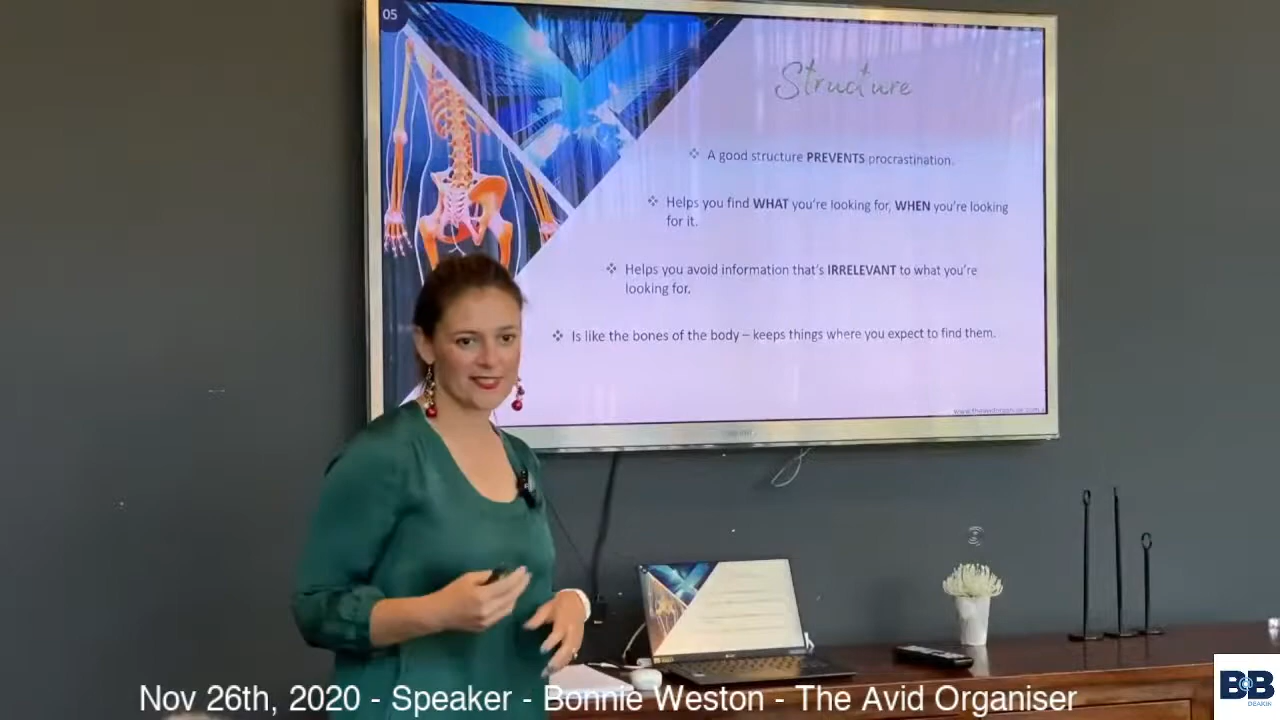 05
Structure
❖ A good structure PREVENTS procrastination.
❖ Helps you find WHAT you're looking for, WHEN you're looking
for it.
❖ Helps you avoid information that's IRRELEVANT to what you're
looking for.
❖ Is like the bones of the body – keeps things where you expect to find them.
Nov 26th, 2020 - Speaker - Bonnie Weston - The Avid Organiser
BB
DEAKIN